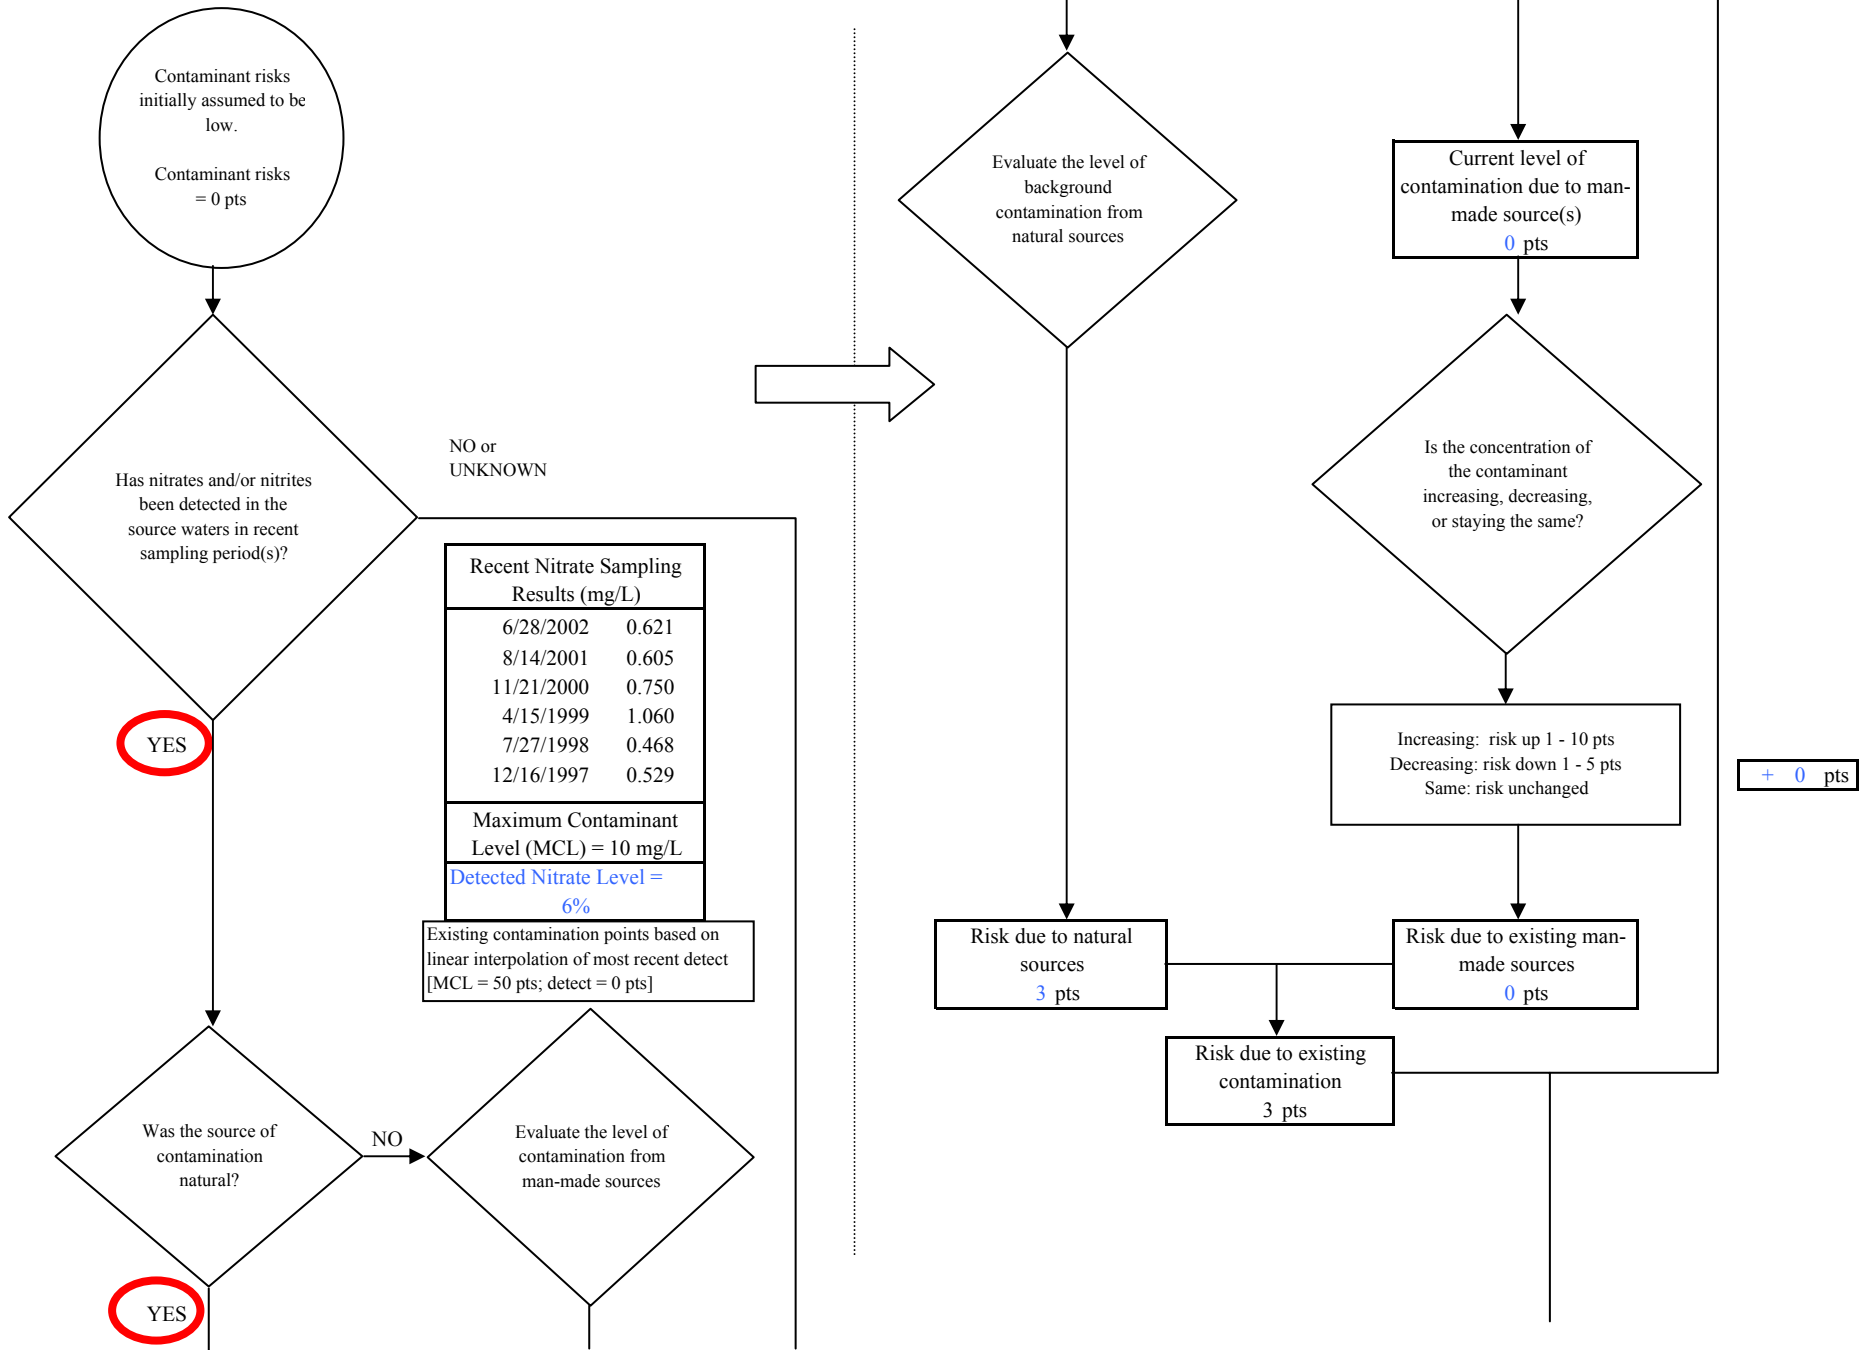 Contaminant risks
initially assumed to be
low.
Contaminant risks
= 0 pts
Has nitrates and/or nitrites
been detected in the
source waters in recent
sampling period(s)?
NO or
UNKNOWN
YES
Recent Nitrate Sampling
Results (mg/L)
6/28/2002 0.621
8/14/2001 0.605
11/21/2000 0.750
4/15/1999 1.060
7/27/1998 0.468
12/16/1997 0.529
Maximum Contaminant
Level (MCL) = 10 mg/L
Detected Nitrate Level =
6%
Existing contamination points based on
linear interpolation of most recent detect
[MCL = 50 pts; detect = 0 pts]
Was the source of
contamination
natural?
NO
Evaluate the level of
contamination from
man-made sources
YES
Evaluate the level of
background
contamination from
natural sources
Current level of
contamination due to man-
made source(s)
0 pts
Is the concentration of
the contaminant
increasing, decreasing,
or staying the same?
Increasing: risk up 1 - 10 pts
Decreasing: risk down 1 - 5 pts
Same: risk unchanged
+ 0 pts
Risk due to natural
sources
3 pts
Risk due to existing man-
made sources
0 pts
Risk due to existing
contamination
3 pts